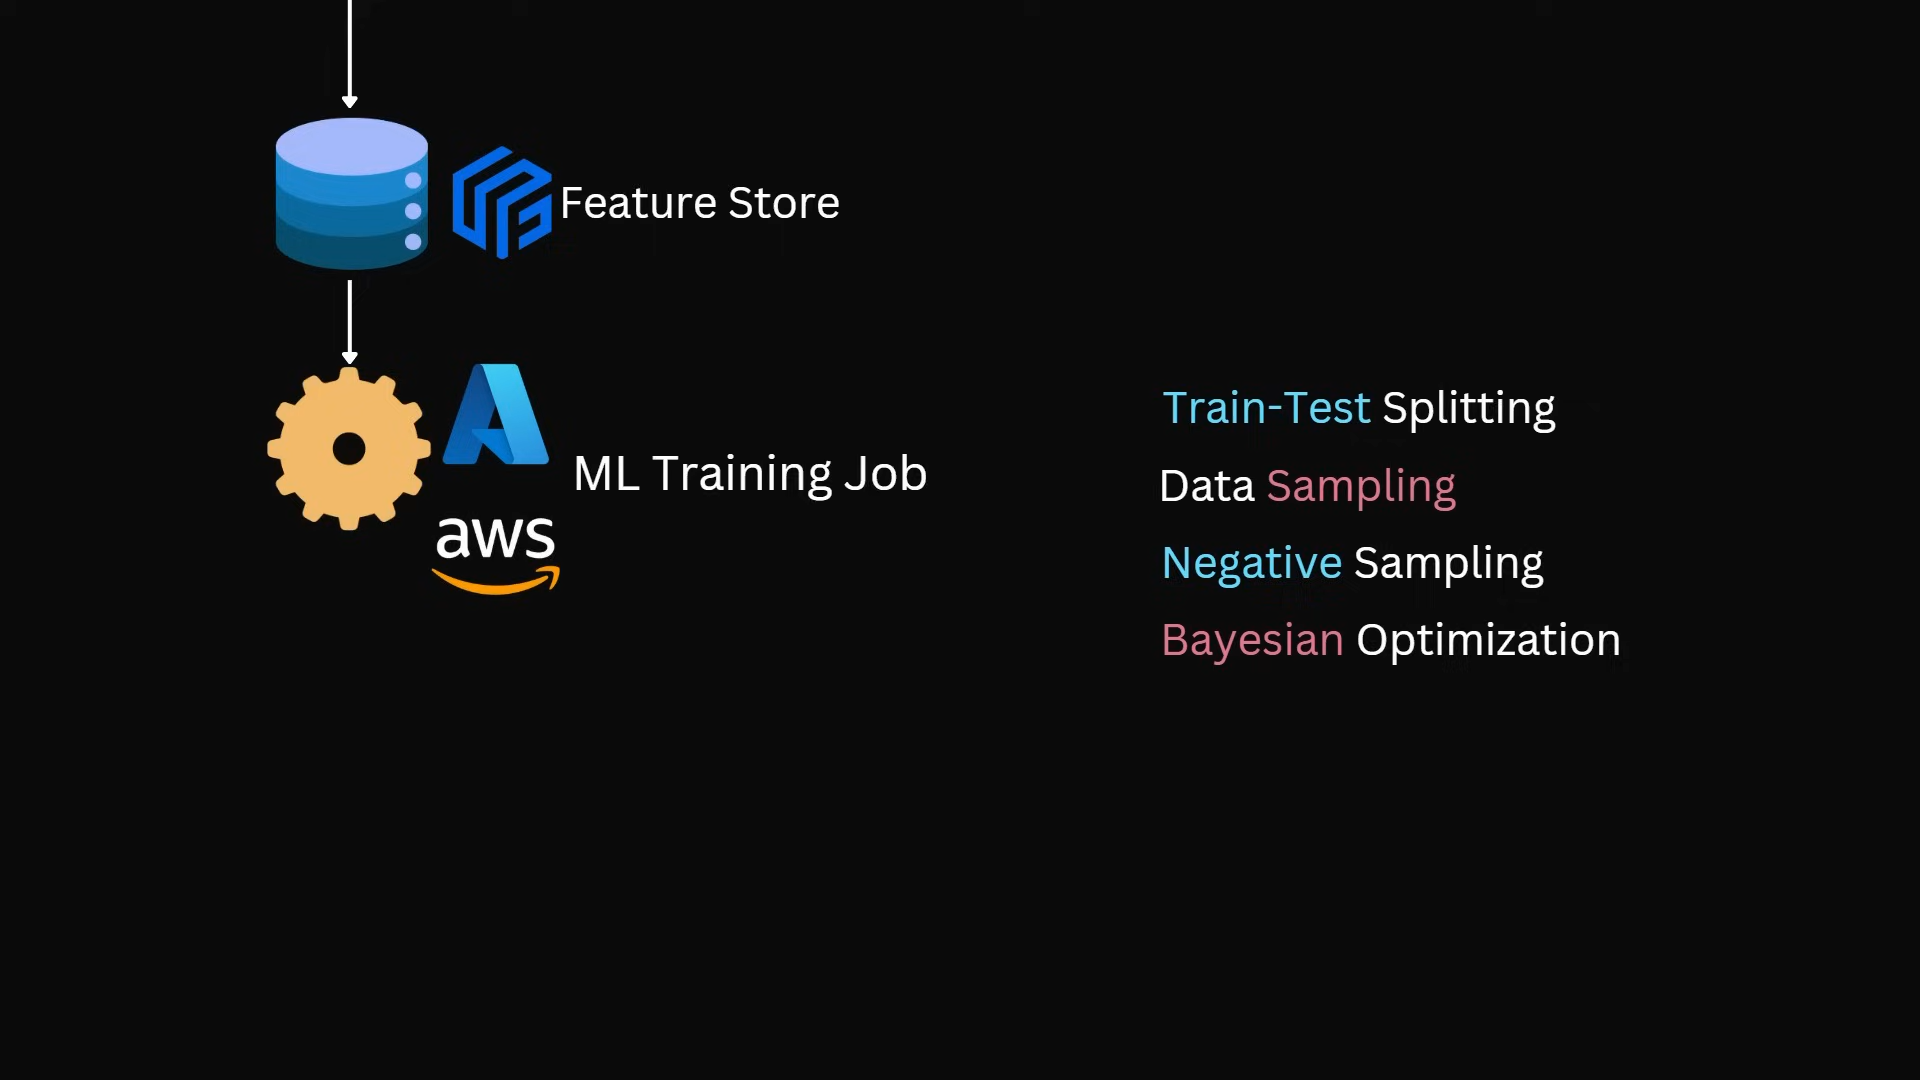 Feature Store
ML Training Job
aws
Train-Test Splitting
Data Sampling
Negative Sampling
Bayesian Optimization